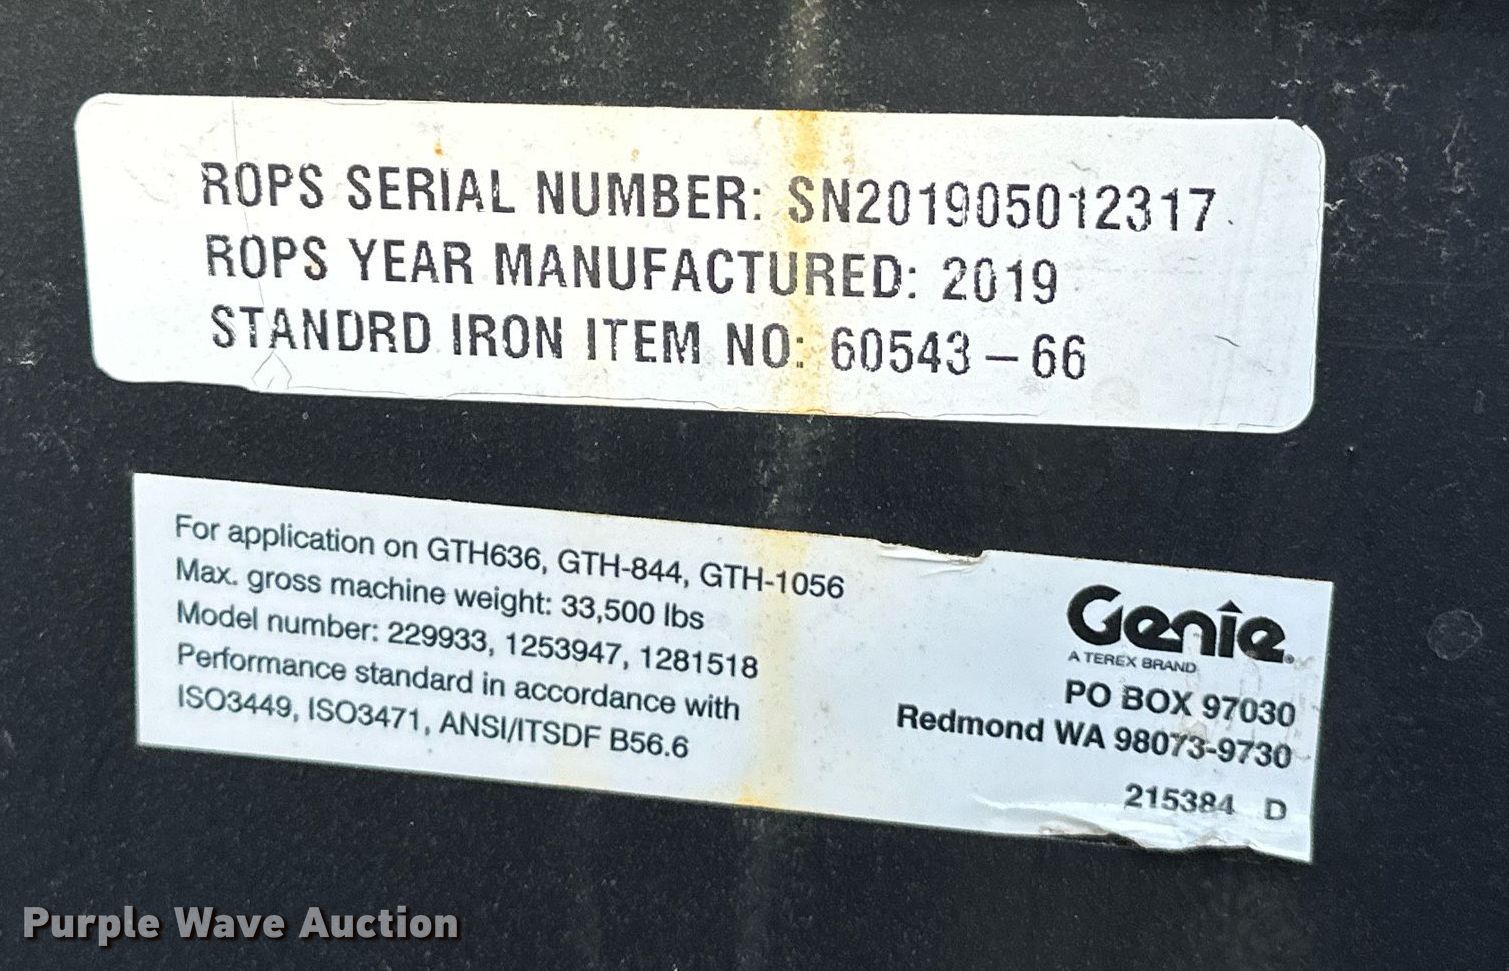 ROPS SERIAL NUMBER: SN201905012317
ROPS YEAR MANUFACTURED: 2019
STANDRD IRON ITEM NO: 60543-66
For application on GTH636, GTH-844, GTH-1056
Max. gross machine weight: 33,500 lbs
Model number: 229933, 1253947, 1281518
Performance standard in accordance with
ISO3449, ISO3471, ANSI/ITSDF B56.6
Genie
A TEREX BRAND
PO BOX 97030
Redmond WA 98073-9730
215384 D
Purple Wave Auction